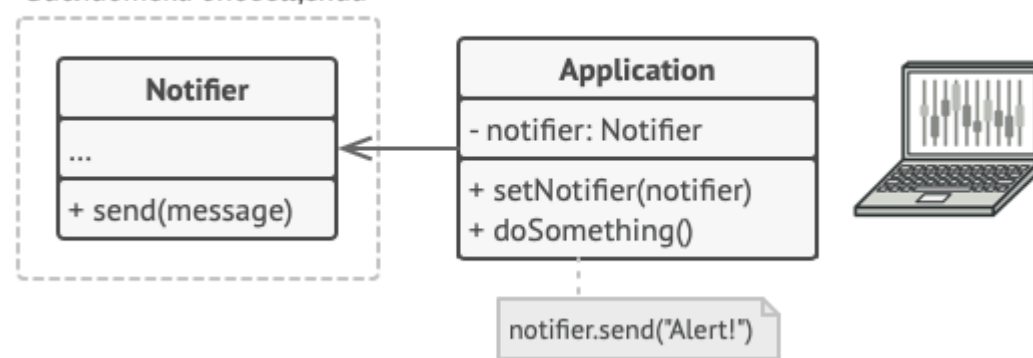 Notifier
...
+ send(message)
Application
- notifier: Notifier
+ setNotifier(notifier)
+ doSomething()
notifier.send("Alert!")